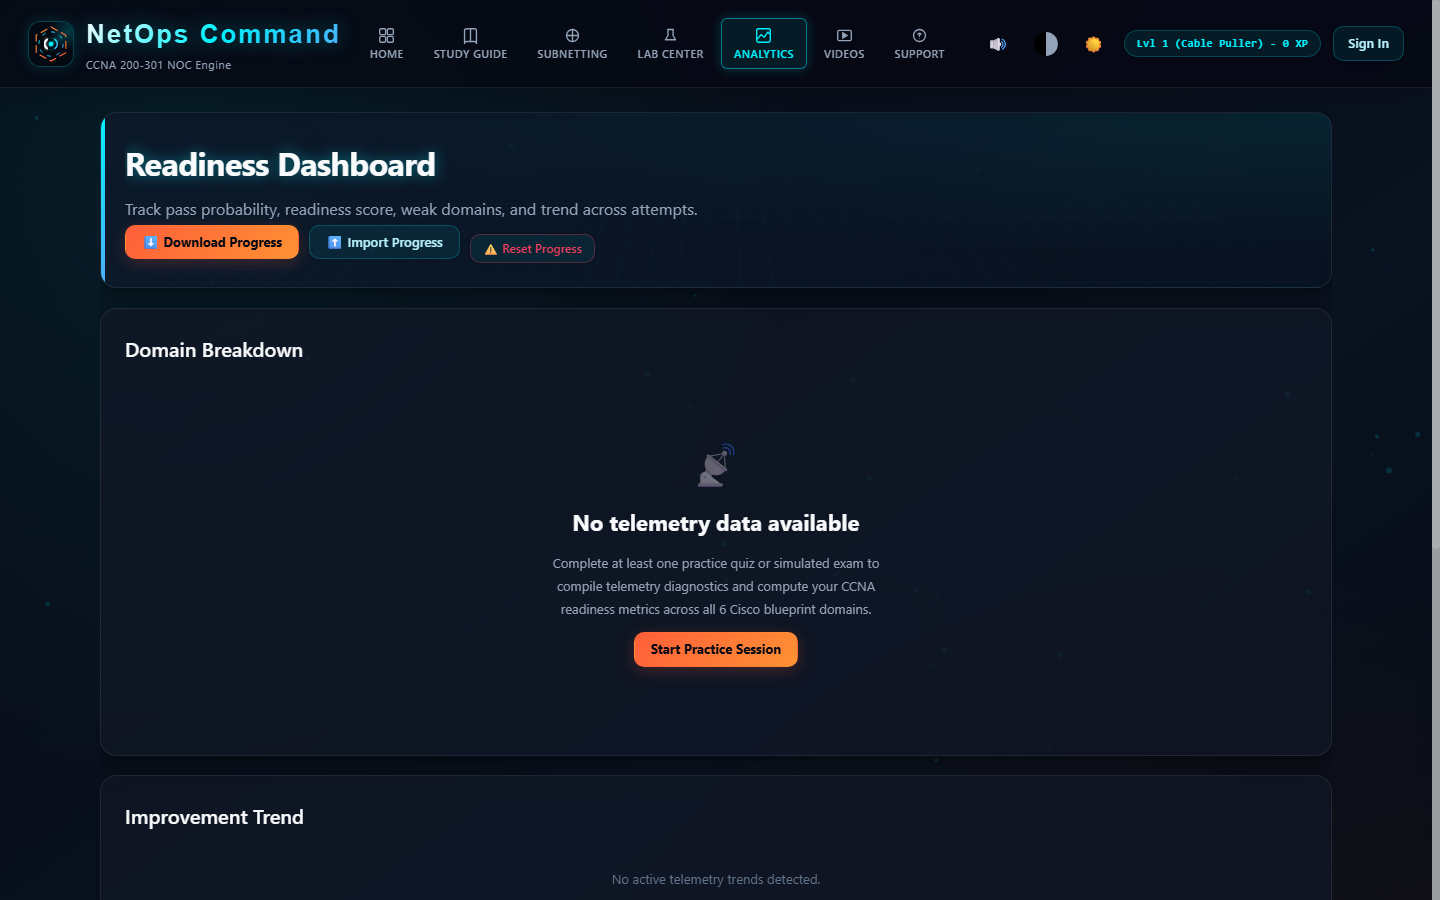 NetOps Command
CCNA 200-301 NOC Engine
HOME
STUDY GUIDE
SUBNETTING
LAB CENTER
ANALYTICS
VIDEOS
SUPPORT
Lvl 1 (Cable Puller) - 0 XP
Sign In
Readiness Dashboard
Track pass probability, readiness score, weak domains, and trend across attempts.
Download Progress
Import Progress
Reset Progress
Domain Breakdown
No telemetry data available
Complete at least one practice quiz or simulated exam to
compile telemetry diagnostics and compute your CCNA
readiness metrics across all 6 Cisco blueprint domains.
Start Practice Session
Improvement Trend
No active telemetry trends detected.